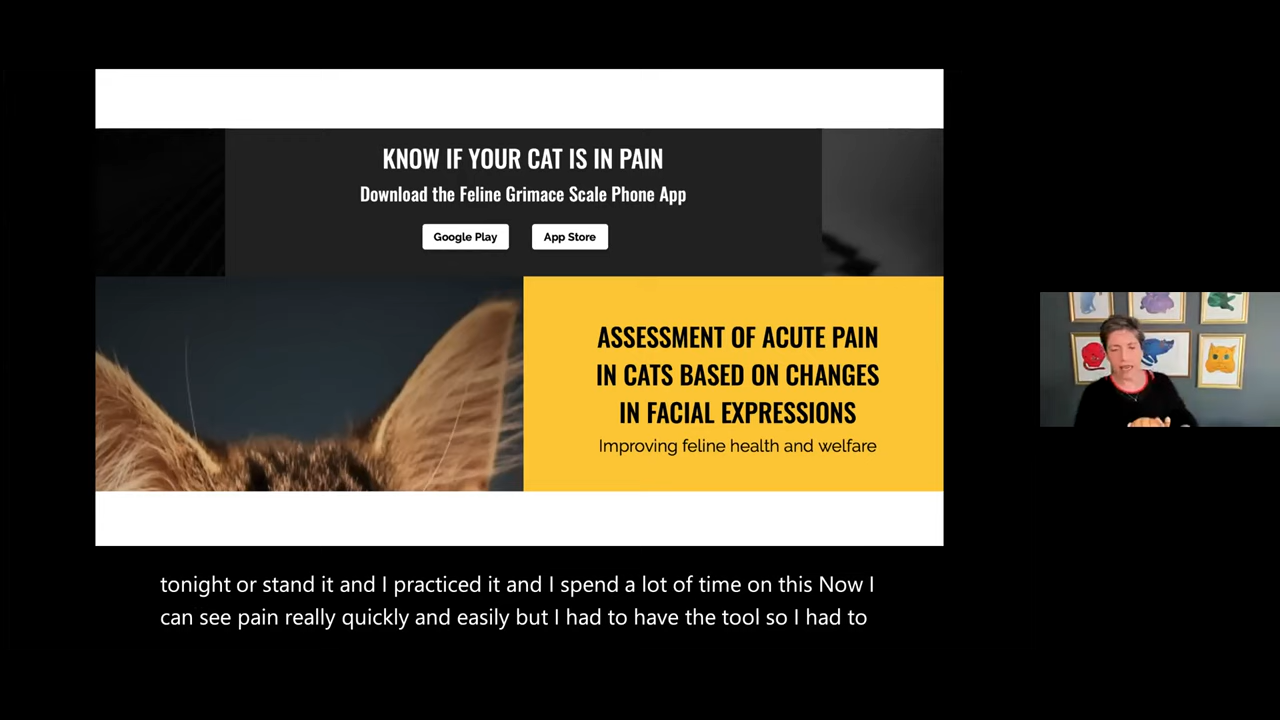 KNOW IF YOUR CAT IS IN PAIN
Download the Feline Grimace Scale Phone App
Google Play
App Store
ASSESSMENT OF ACUTE PAIN
IN CATS BASED ON CHANGES
IN FACIAL EXPRESSIONS
Improving feline health and welfare
tonight or stand it and I practiced it and I spend a lot of time on this Now I
can see pain really quickly and easily but I had to have the tool so I had to